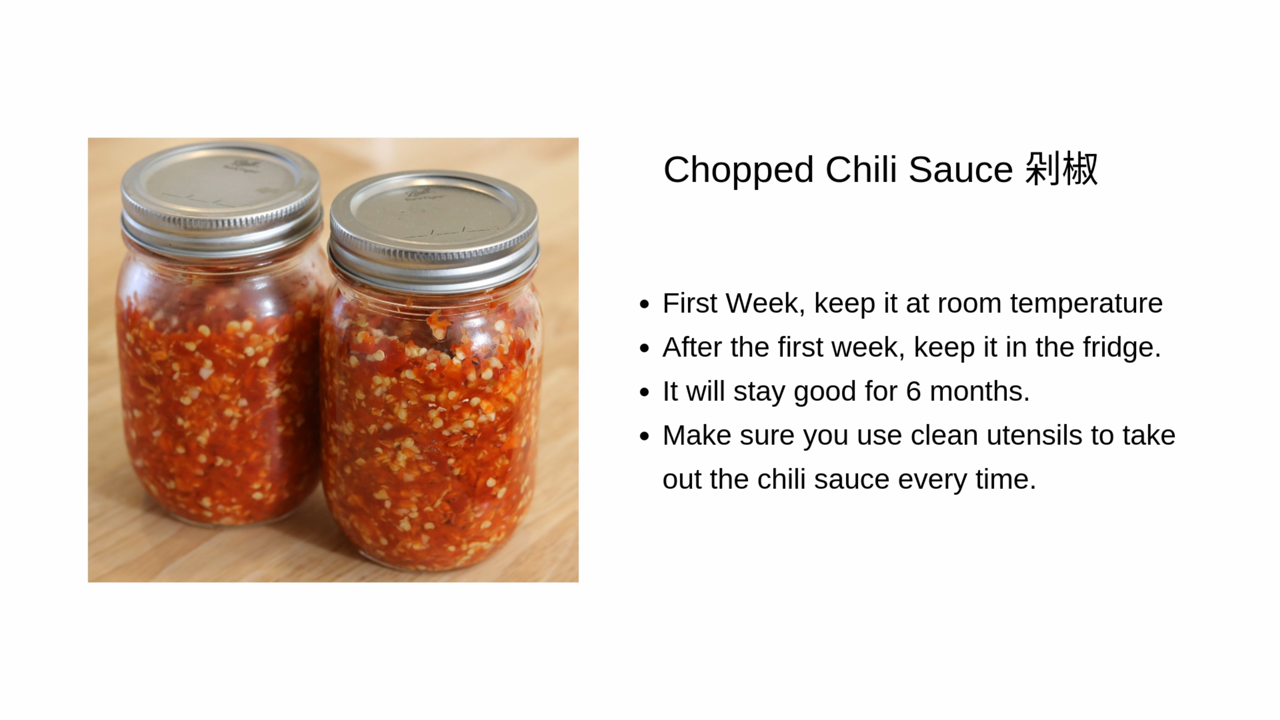 Chopped Chili Sauce 剁椒
• First Week, keep it at room temperature
• After the first week, keep it in the fridge.
• It will stay good for 6 months.
• Make sure you use clean utensils to take
out the chili sauce every time.